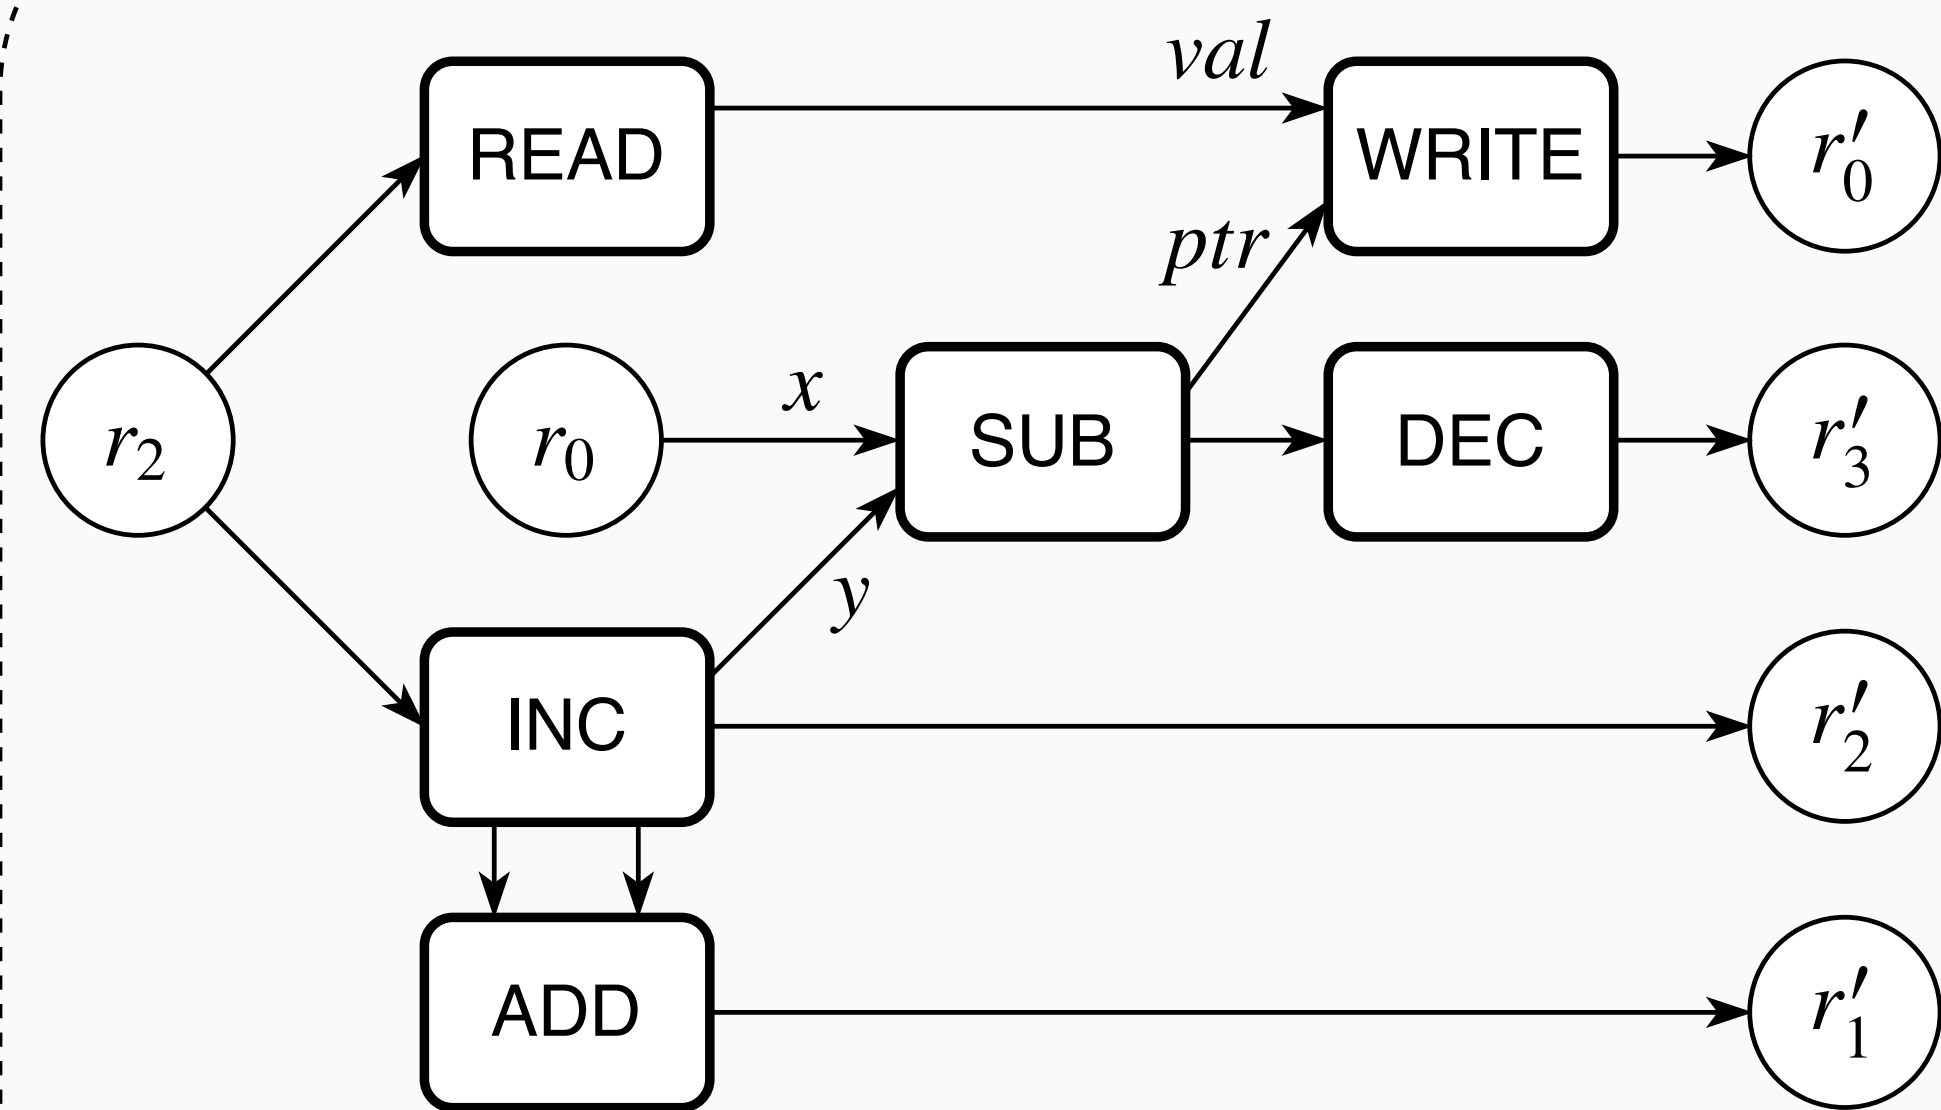 val
READ
WRITE
r′₀
ptr
r₂
r₀
x
SUB
DEC
r′₃
y
INC
r′₂
ADD
r′₁